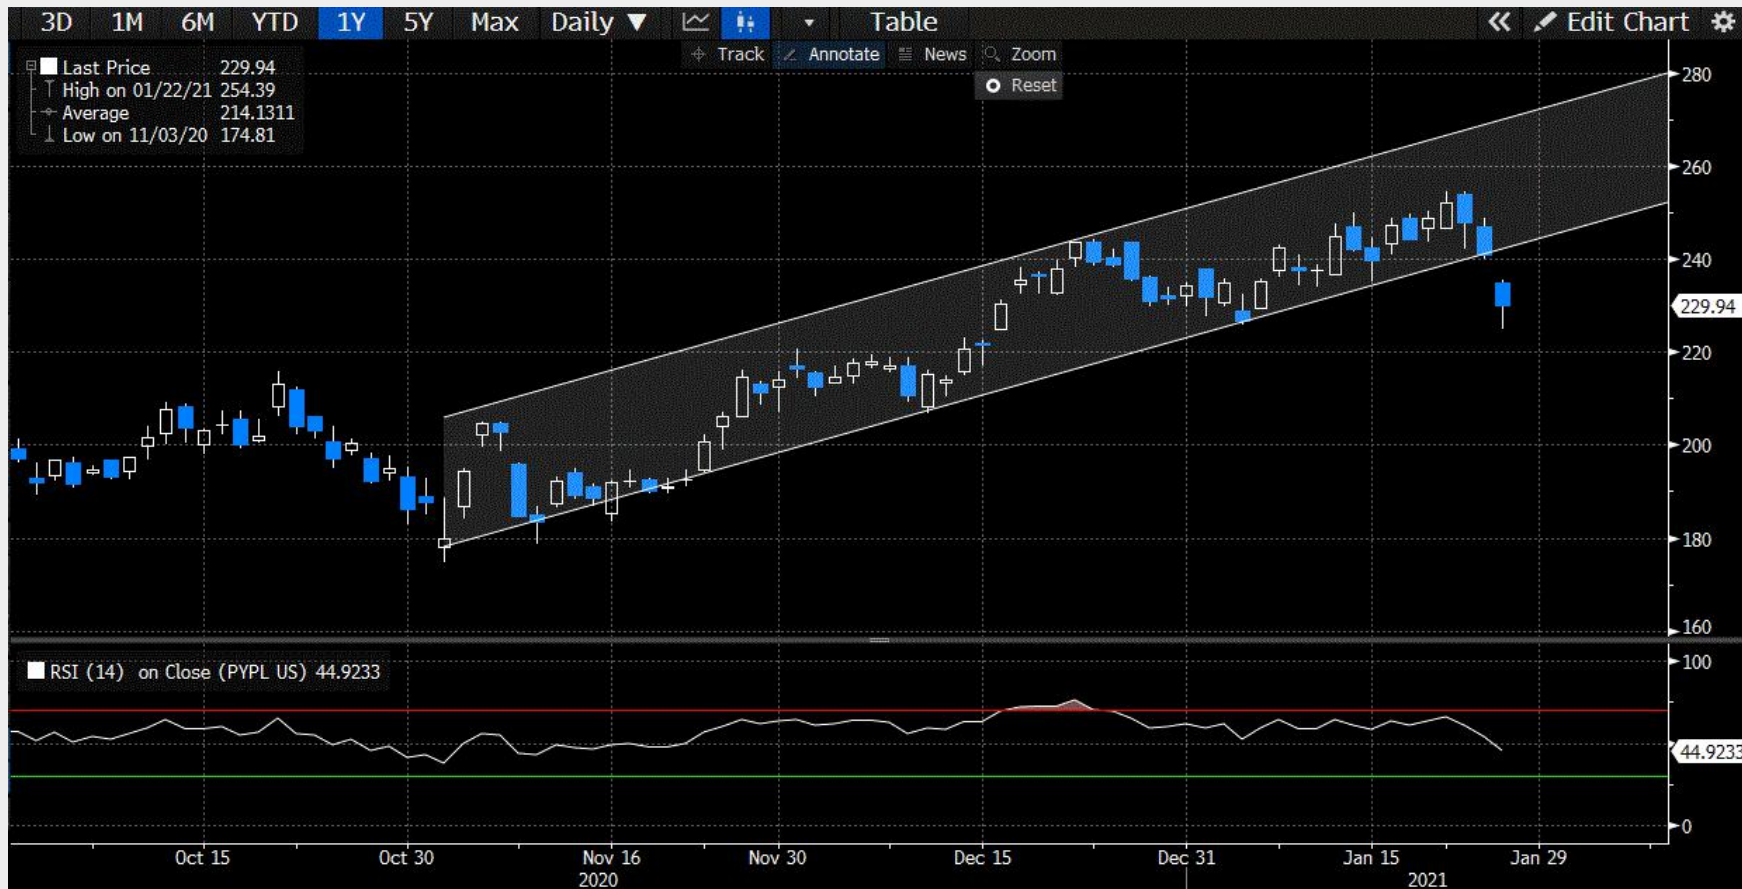 3D 1M 6M YTD 1Y 5Y Max Daily ▼ Table « Edit Chart
Track Annotate News Zoom
Reset
Last Price 229.94
High on 01/22/21 254.39
Average 214.1311
Low on 11/03/20 174.81
280
260
240
229.94
220
200
180
160
RSI (14) on Close (PYPL US) 44.9233
100
44.9233
0
Oct 15 Oct 30 Nov 16 Nov 30 Dec 15 Dec 31 Jan 15 Jan 29
2020 2021